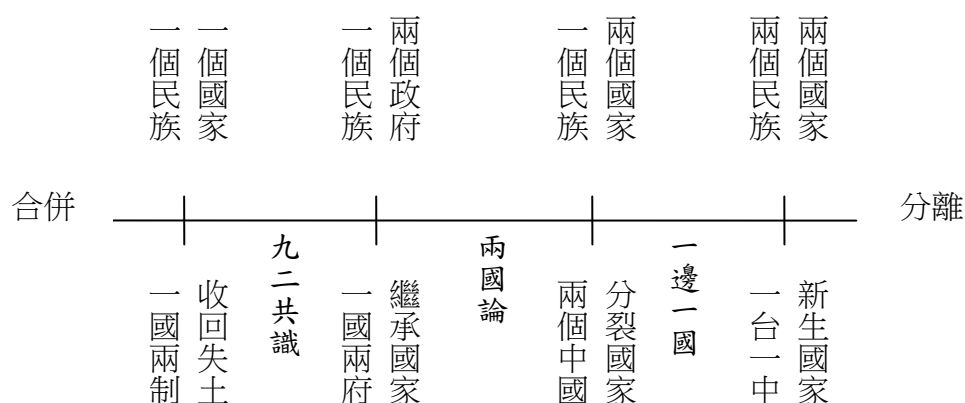 一個國家
一個民族
兩個政府
一個民族
兩個國家
一個民族
兩個國家
兩個民族
合併
分離
九二共識
兩國論
一邊一國
收回失土
一國兩制
繼承國家
一國兩府
分裂國家
兩個中國
新生國家
一台一中